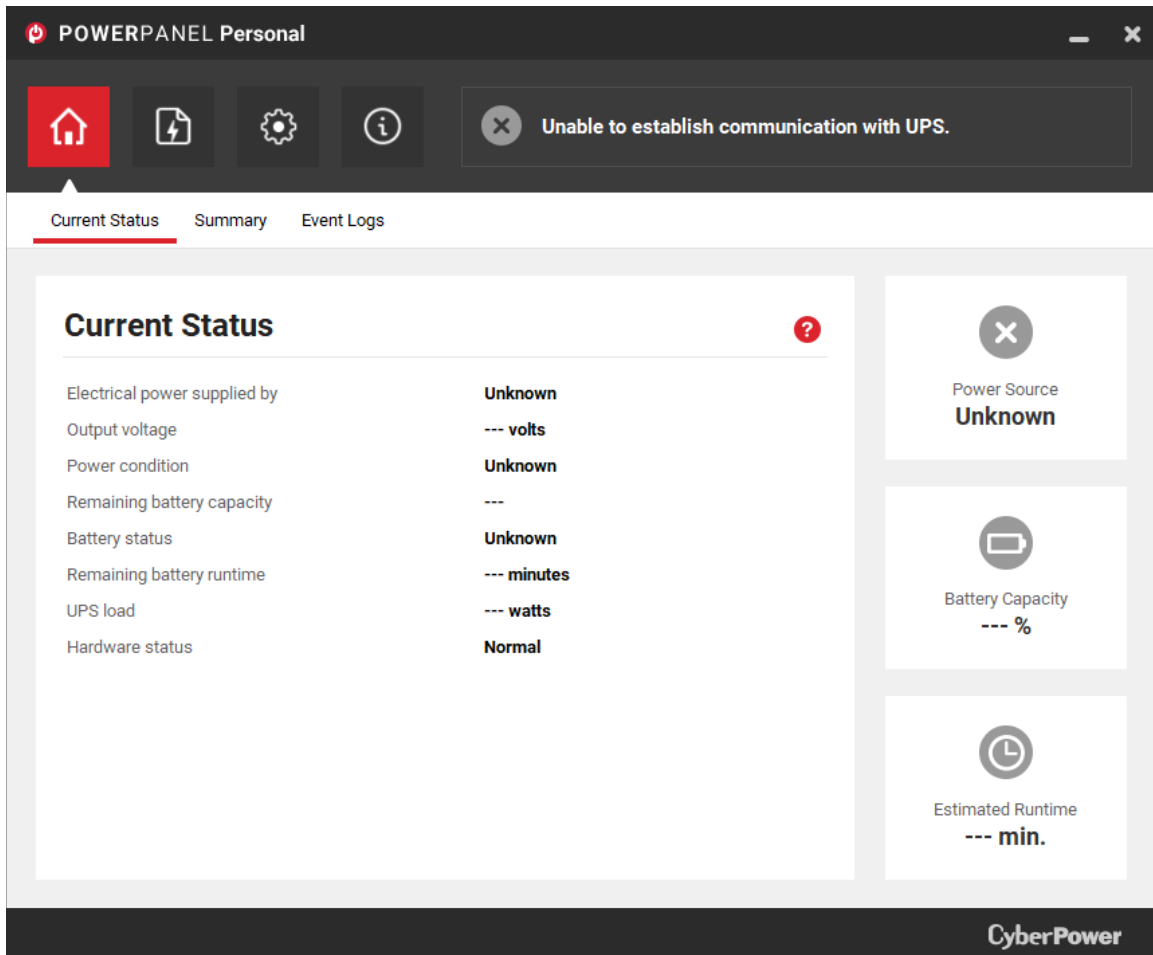 POWERPANEL Personal
Unable to establish communication with UPS.
Current Status Summary Event Logs
Current Status
?
Electrical power supplied by Unknown
Output voltage --- volts
Power condition Unknown
Remaining battery capacity ---
Battery status Unknown
Remaining battery runtime --- minutes
UPS load --- watts
Hardware status Normal
Power Source
Unknown
Battery Capacity
--- %
Estimated Runtime
--- min.
CyberPower